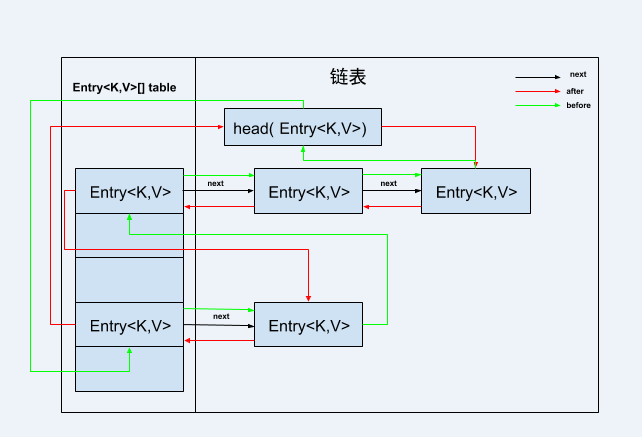 链表
Entry<K,V>[] table
next
after
before
head( Entry<K,V>)
Entry<K,V>
next
Entry<K,V>
next
Entry<K,V>
Entry<K,V>
next
Entry<K,V>